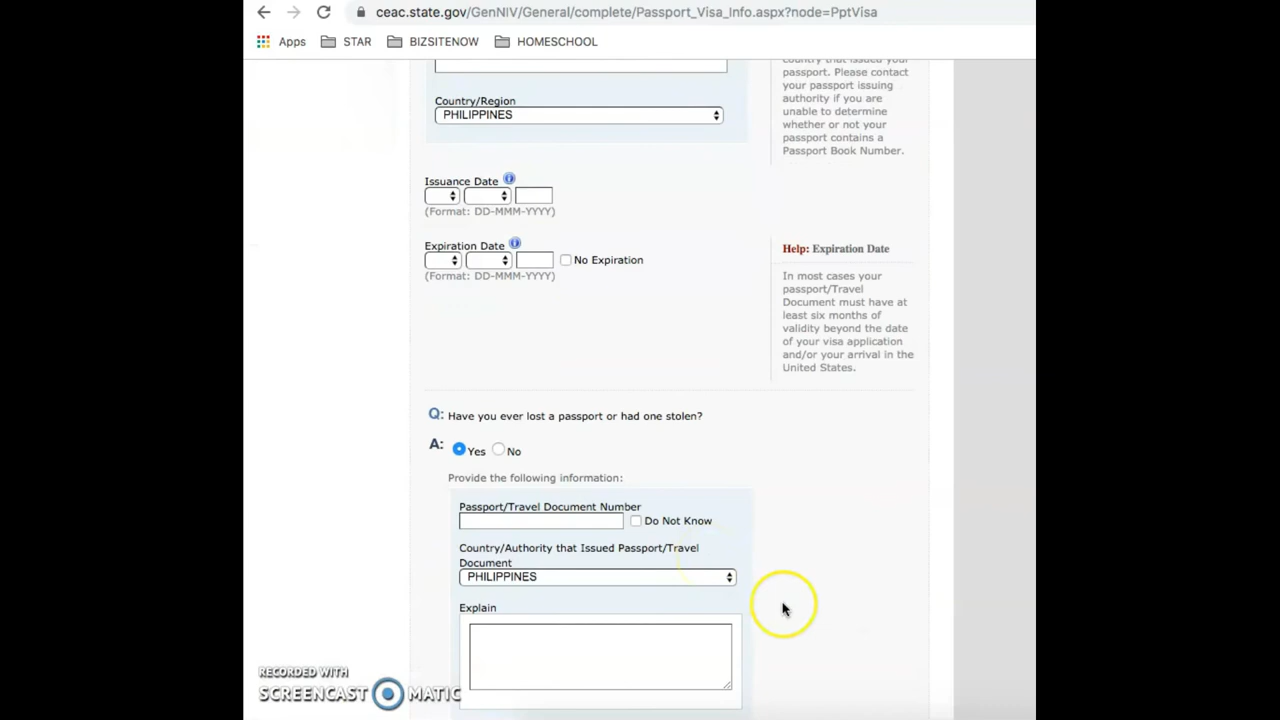 ceac.state.gov/GenNIV/General/complete/Passport_Visa_Info.aspx?node=PptVisa
Apps STAR BIZSITENOW HOMESCHOOL
country that issued your
passport. Please contact
your passport issuing
authority if you are
unable to determine
whether or not your
passport contains a
Passport Book Number.
Country/Region
PHILIPPINES
Issuance Date
(Format: DD-MMM-YYYY)
Expiration Date
No Expiration
(Format: DD-MMM-YYYY)
Help: Expiration Date
In most cases your
passport/Travel
Document must have at
least six months of
validity beyond the date
of your visa application
and/or your arrival in the
United States.
Q: Have you ever lost a passport or had one stolen?
A: Yes No
Provide the following information:
Passport/Travel Document Number
Do Not Know
Country/Authority that Issued Passport/Travel
Document
PHILIPPINES
Explain
RECORDED WITH
SCREENCAST MATIC